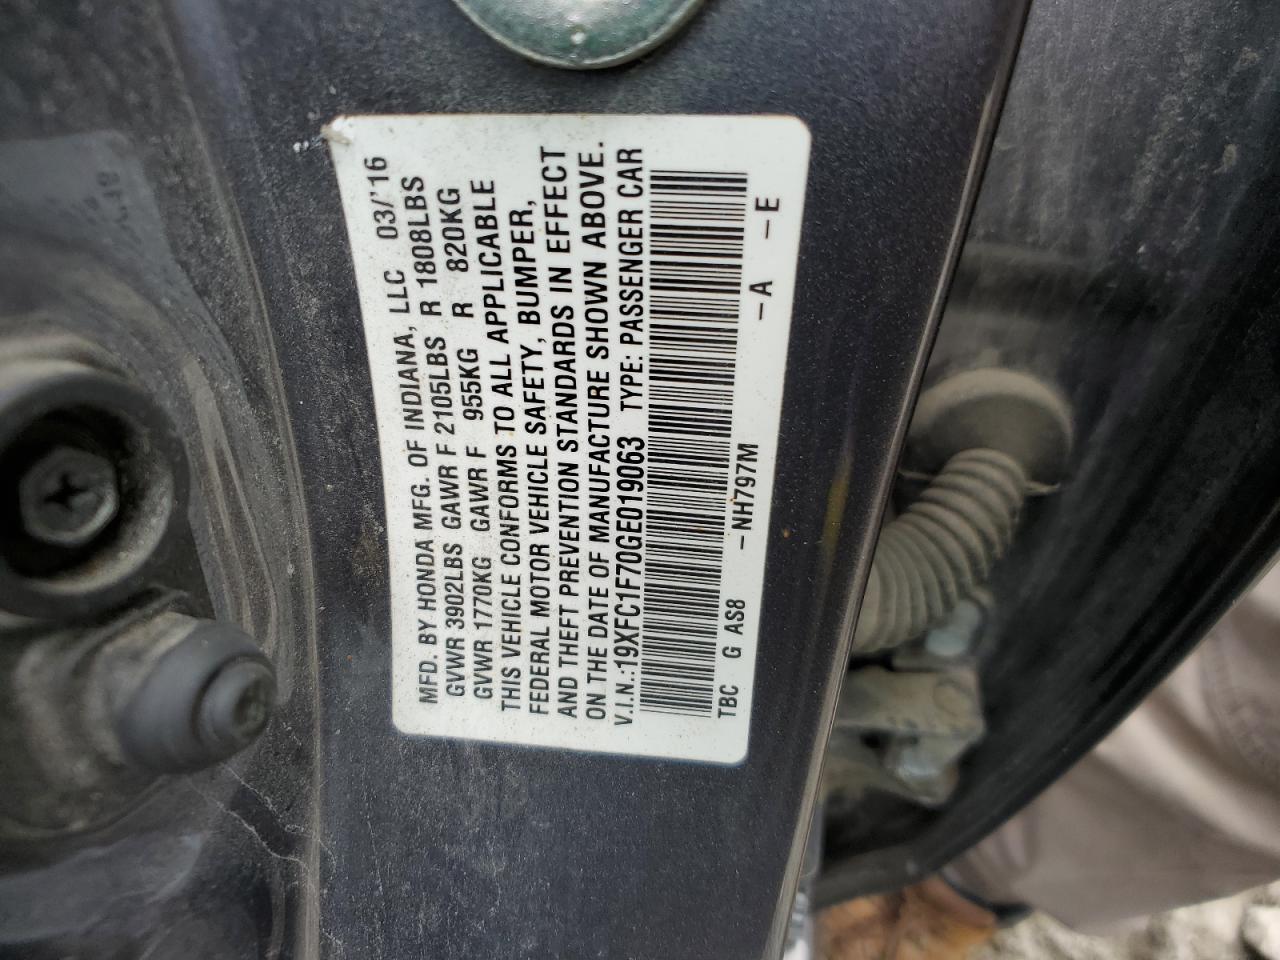 MFD. BY HONDA MFG. OF INDIANA, LLC 03/'16
GVWR 3902LBS GAWR F 2105LBS R 1808LBS
GVWR 1770KG GAWR F 955KG R 820KG
THIS VEHICLE CONFORMS TO ALL APPLICABLE
FEDERAL MOTOR VEHICLE SAFETY, BUMPER,
AND THEFT PREVENTION STANDARDS IN EFFECT
ON THE DATE OF MANUFACTURE SHOWN ABOVE.
V.I.N.:19XFC1F70GE019063 TYPE: PASSENGER CAR
TBC G AS8 -NH797M -A -E